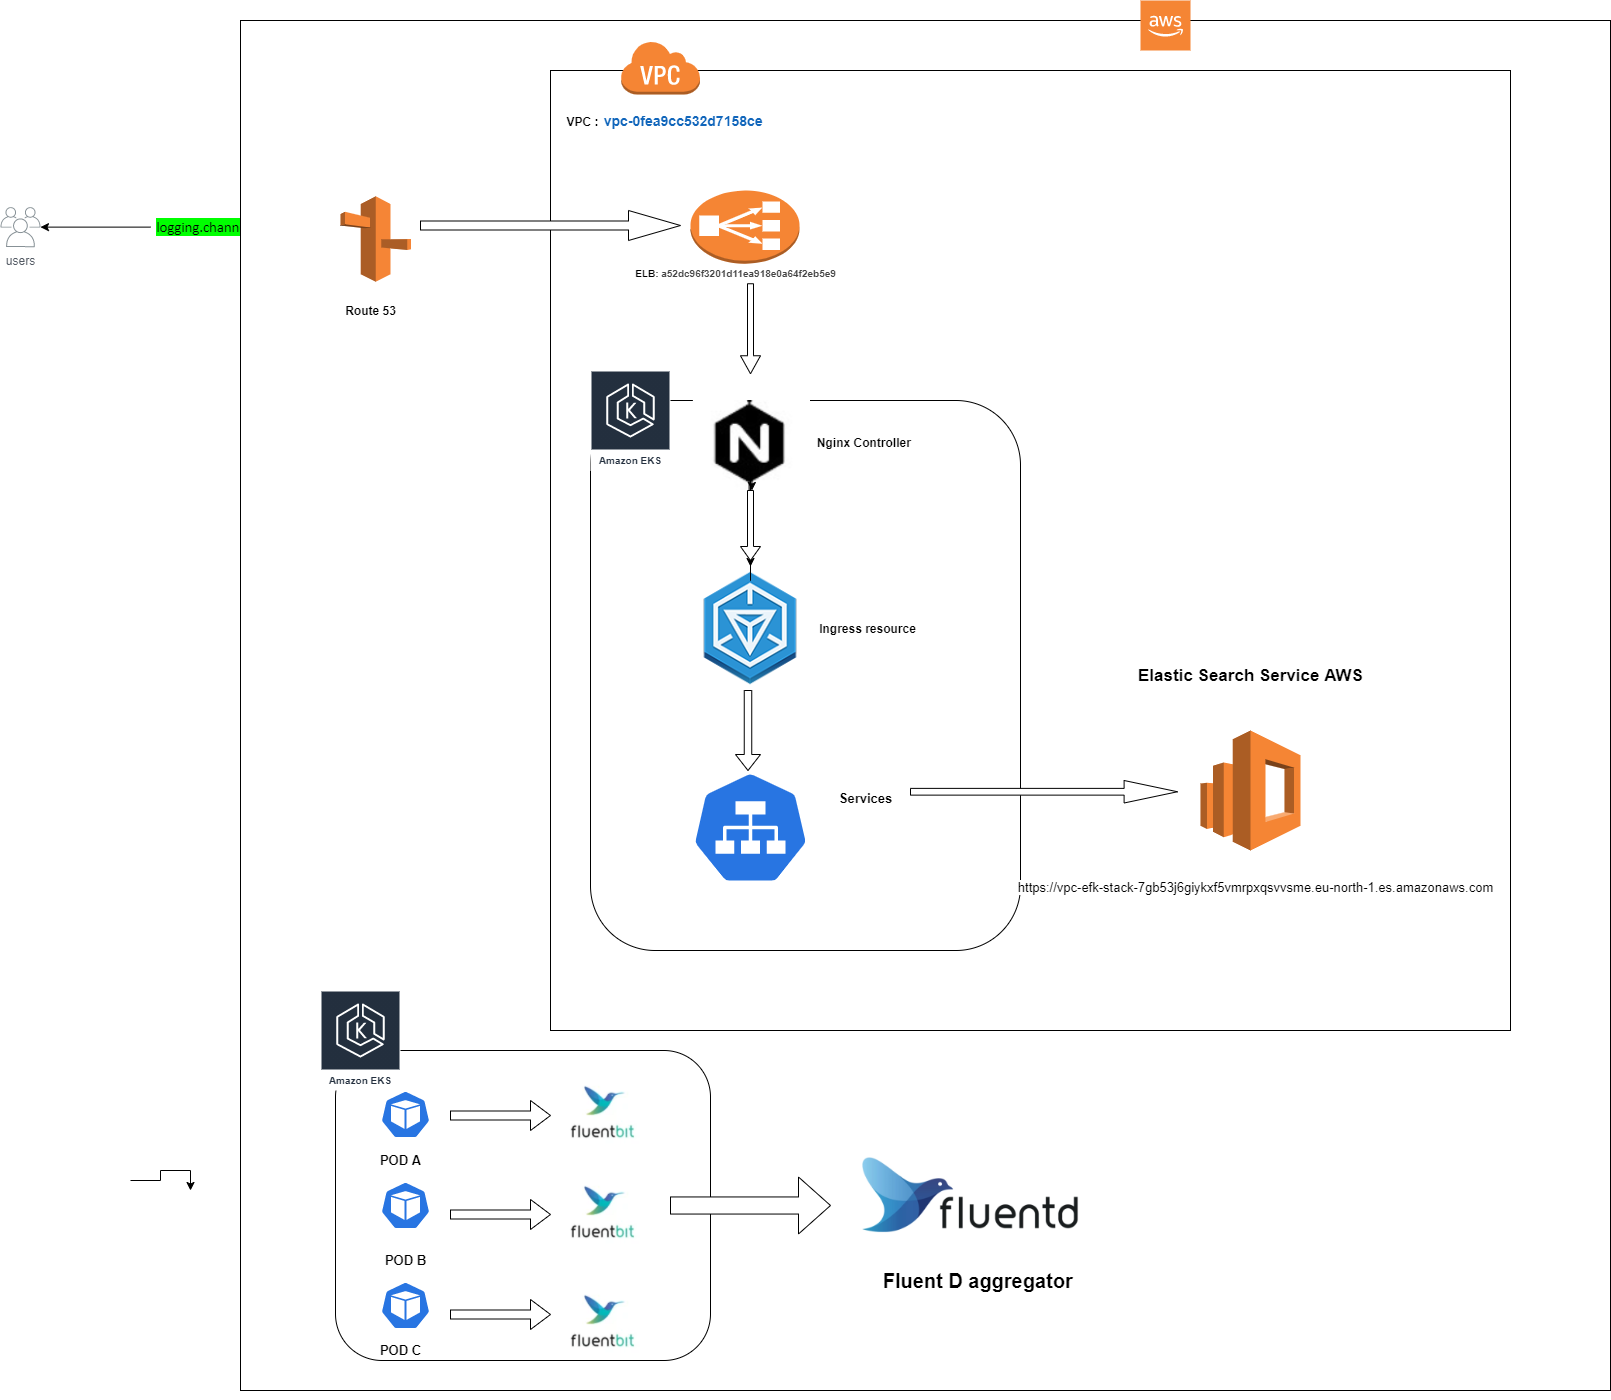 aws
VPC
VPC : vpc-0fea9cc532d7158ce
logging.chann
users
ELB: a52dc96f3201d11ea918e0a64f2eb5e9
Route 53
K
Amazon EKS
N
Nginx Controller
Ingress resource
Elastic Search Service AWS
Services
https://vpc-efk-stack-7gb53j6giykxf5vmrpxqsvvsme.eu-north-1.es.amazonaws.com
K
Amazon EKS
fluentbit
POD A
fluentbit
fluentd
POD B
Fluent D aggregator
fluentbit
POD C